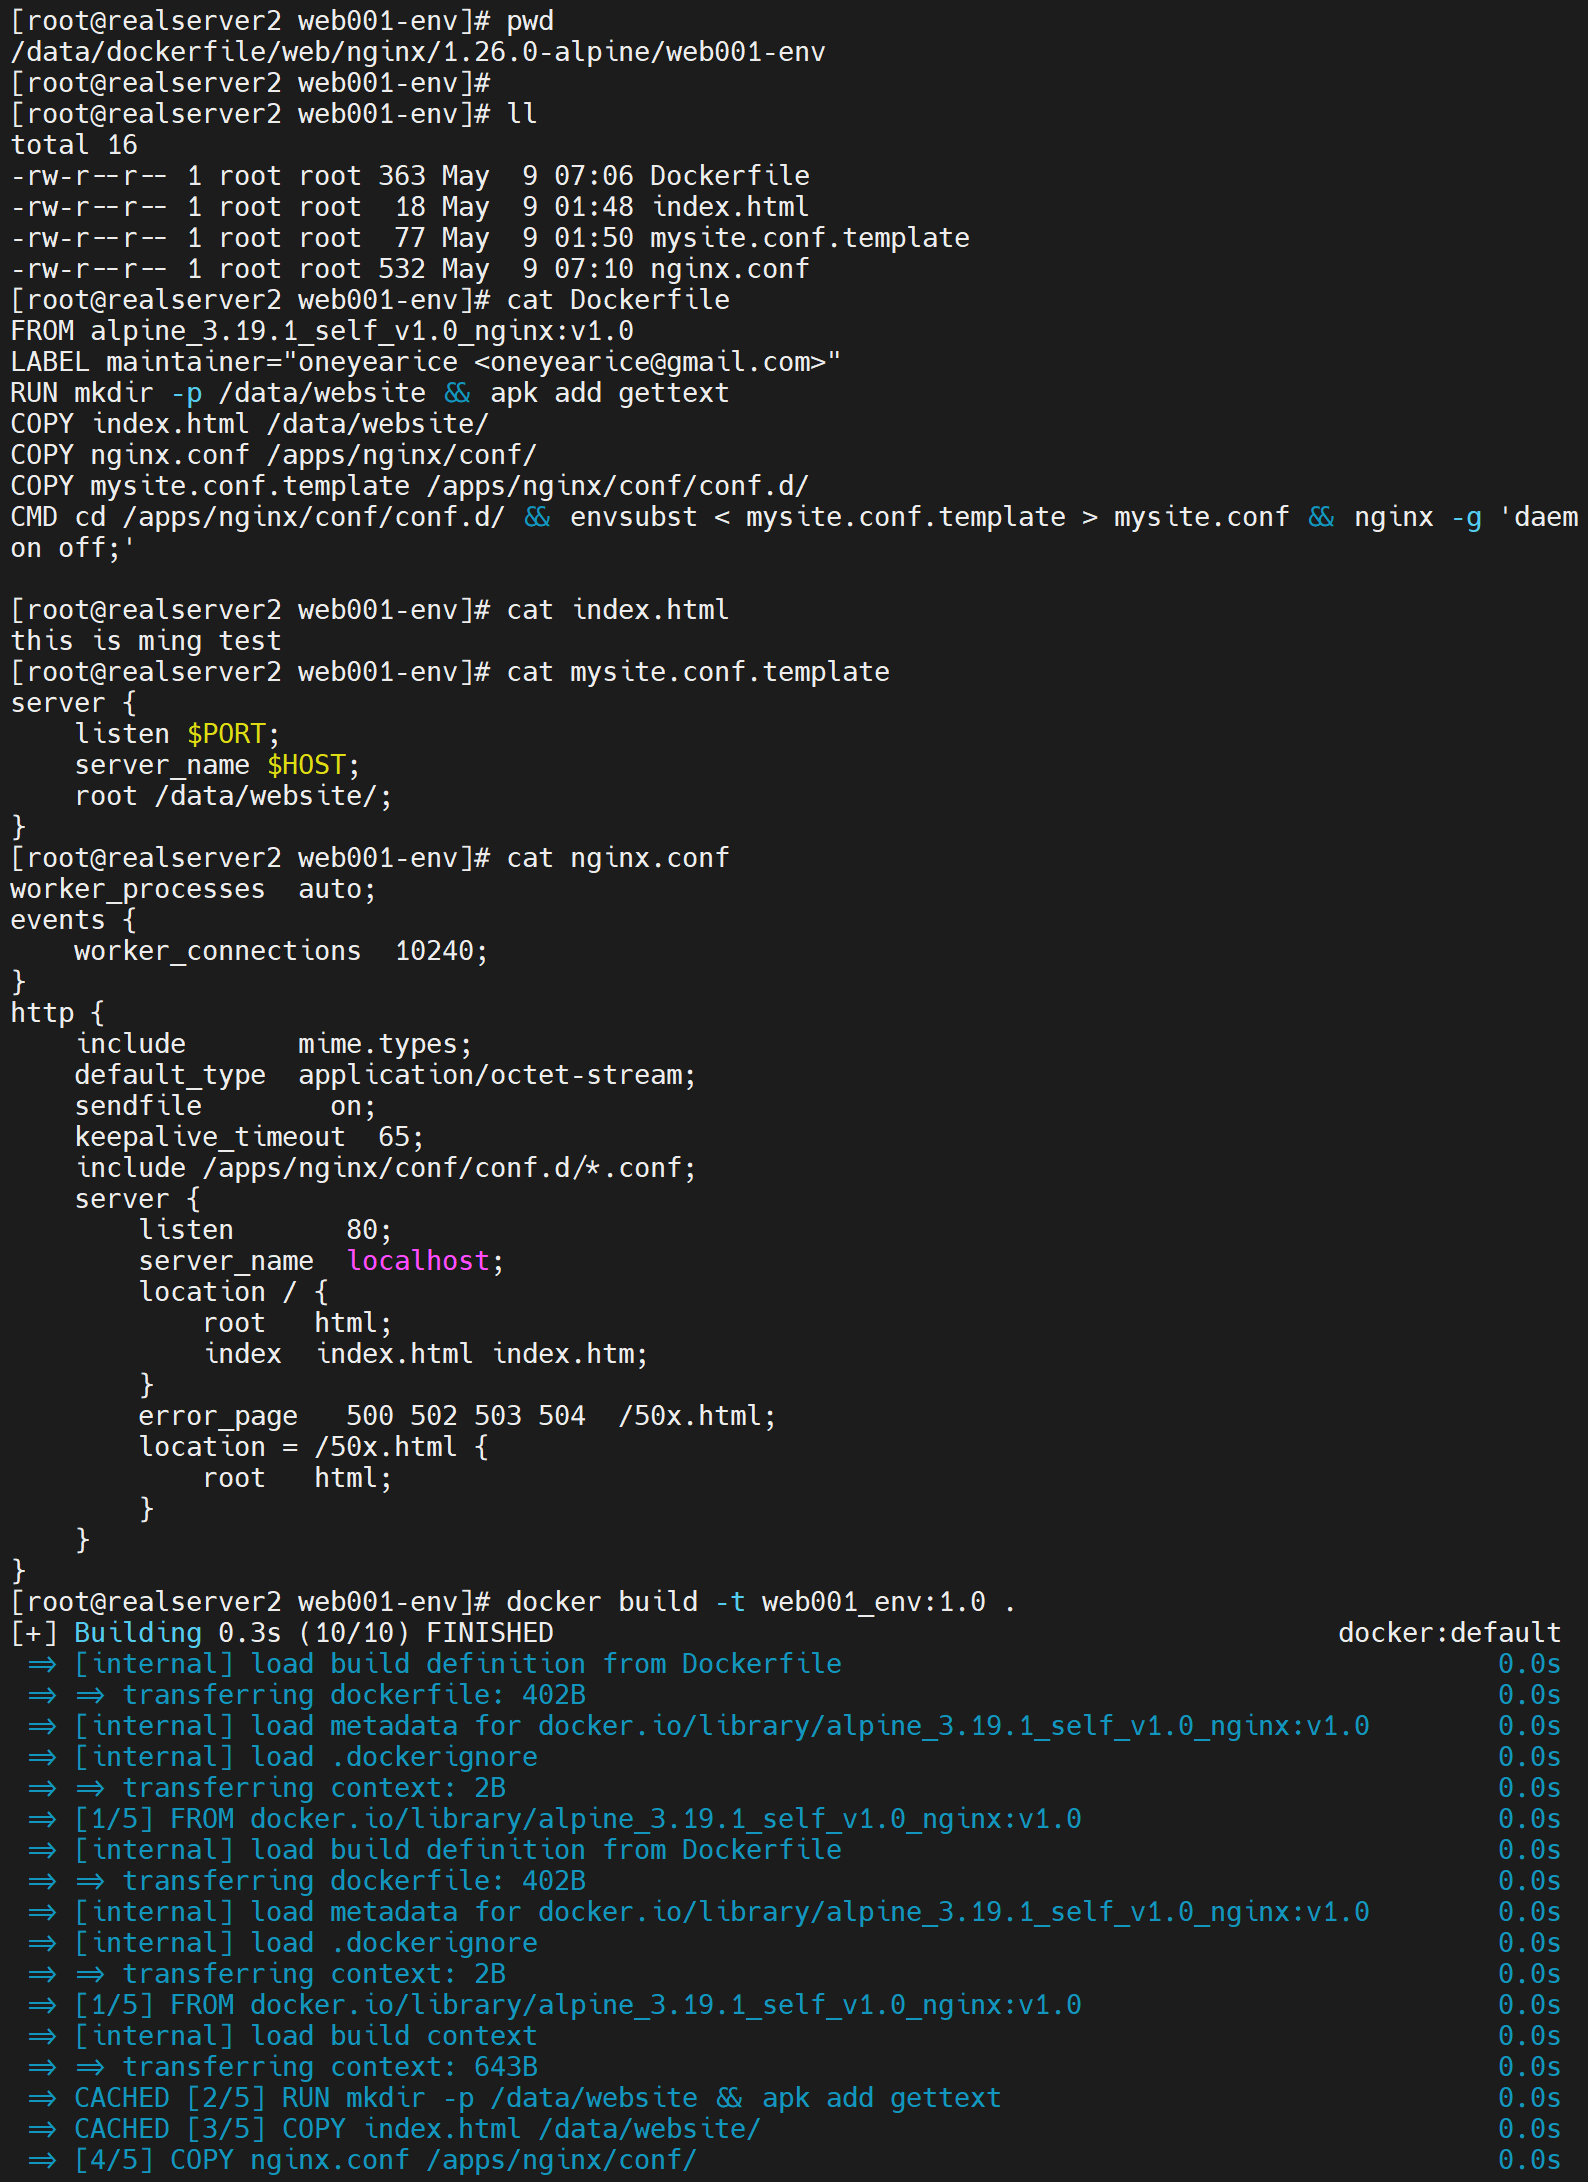 [root@realserver2 web001-env]# pwd
/data/dockerfile/web/nginx/1.26.0-alpine/web001-env
[root@realserver2 web001-env]#
[root@realserver2 web001-env]# ll
total 16
-rw-r--r-- 1 root root 363 May  9 07:06 Dockerfile
-rw-r--r-- 1 root root  18 May  9 01:48 index.html
-rw-r--r-- 1 root root  77 May  9 01:50 mysite.conf.template
-rw-r--r-- 1 root root 532 May  9 07:10 nginx.conf
[root@realserver2 web001-env]# cat Dockerfile
FROM alpine_3.19.1_self_v1.0_nginx:v1.0
LABEL maintainer="oneyearice <oneyearice@gmail.com>"
RUN mkdir -p /data/website && apk add gettext
COPY index.html /data/website/
COPY nginx.conf /apps/nginx/conf/
COPY mysite.conf.template /apps/nginx/conf/conf.d/
CMD cd /apps/nginx/conf/conf.d/ && envsubst < mysite.conf.template > mysite.conf && nginx -g 'daem
on off;'
[root@realserver2 web001-env]# cat index.html
this is ming test
[root@realserver2 web001-env]# cat mysite.conf.template
server {
    listen $PORT;
    server_name $HOST;
    root /data/website/;
}
[root@realserver2 web001-env]# cat nginx.conf
worker_processes  auto;
events {
    worker_connections  10240;
}
http {
    include       mime.types;
    default_type  application/octet-stream;
    sendfile        on;
    keepalive_timeout  65;
    include /apps/nginx/conf/conf.d/*.conf;
    server {
        listen       80;
        server_name  localhost;
        location / {
            root   html;
            index  index.html index.htm;
        }
        error_page   500 502 503 504  /50x.html;
        location = /50x.html {
            root   html;
        }
    }
}
[root@realserver2 web001-env]# docker build -t web001_env:1.0 .
[+] Building 0.3s (10/10) FINISHED                                                 docker:default
 => [internal] load build definition from Dockerfile                                         0.0s
 => => transferring dockerfile: 402B                                                         0.0s
 => [internal] load metadata for docker.io/library/alpine_3.19.1_self_v1.0_nginx:v1.0        0.0s
 => [internal] load .dockerignore                                                            0.0s
 => => transferring context: 2B                                                              0.0s
 => [1/5] FROM docker.io/library/alpine_3.19.1_self_v1.0_nginx:v1.0                          0.0s
 => [internal] load build definition from Dockerfile                                         0.0s
 => => transferring dockerfile: 402B                                                         0.0s
 => [internal] load metadata for docker.io/library/alpine_3.19.1_self_v1.0_nginx:v1.0        0.0s
 => [internal] load .dockerignore                                                            0.0s
 => => transferring context: 2B                                                              0.0s
 => [1/5] FROM docker.io/library/alpine_3.19.1_self_v1.0_nginx:v1.0                          0.0s
 => [internal] load build context                                                            0.0s
 => => transferring context: 643B                                                            0.0s
 => CACHED [2/5] RUN mkdir -p /data/website && apk add gettext                               0.0s
 => CACHED [3/5] COPY index.html /data/website/                                              0.0s
 => [4/5] COPY nginx.conf /apps/nginx/conf/                                                  0.0s